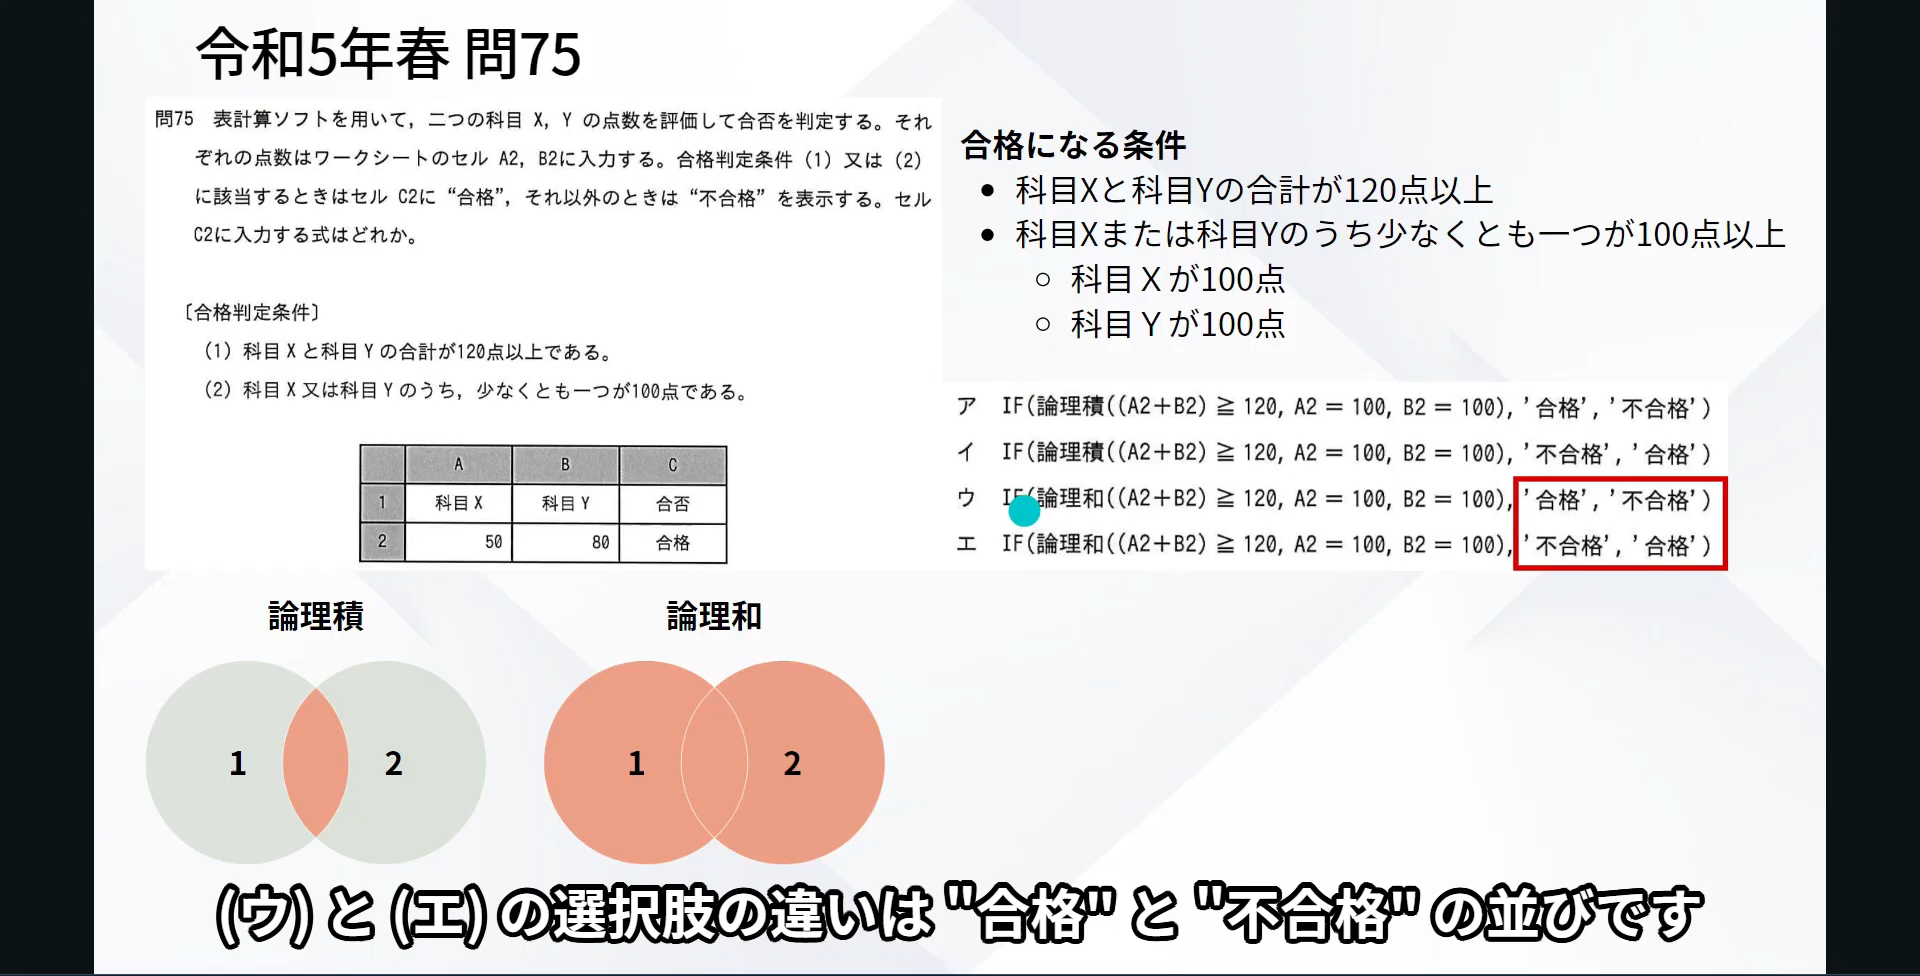 令和5年春 問75
問75 表計算ソフトを用いて，二つの科目 X，Y の点数を評価して合否を判定する。それ
ぞれの点数はワークシートのセル A2，B2に入力する。合格判定条件（1）又は（2）
に該当するときはセル C2に“合格”，それ以外のときは“不合格”を表示する。セル
C2に入力する式はどれか。
〔合格判定条件〕
（1）科目 X と科目 Y の合計が120点以上である。
（2）科目 X 又は科目 Y のうち，少なくとも一つが100点である。
A B C
1 科目 X 科目 Y 合否
2 50 80 合格
合格になる条件
• 科目Xと科目Yの合計が120点以上
• 科目Xまたは科目Yのうち少なくとも一つが100点以上
○ 科目Ｘが100点
○ 科目Ｙが100点
ア IF(論理積((A2＋B2) ≧ 120, A2 = 100, B2 = 100), '合格', '不合格')
イ IF(論理積((A2＋B2) ≧ 120, A2 = 100, B2 = 100), '不合格', '合格')
ウ IF(論理和((A2＋B2) ≧ 120, A2 = 100, B2 = 100), '合格', '不合格')
エ IF(論理和((A2＋B2) ≧ 120, A2 = 100, B2 = 100), '不合格', '合格')
論理積
論理和
1 2
1 2
(ウ) と (エ) の選択肢の違いは "合格" と "不合格" の並びです